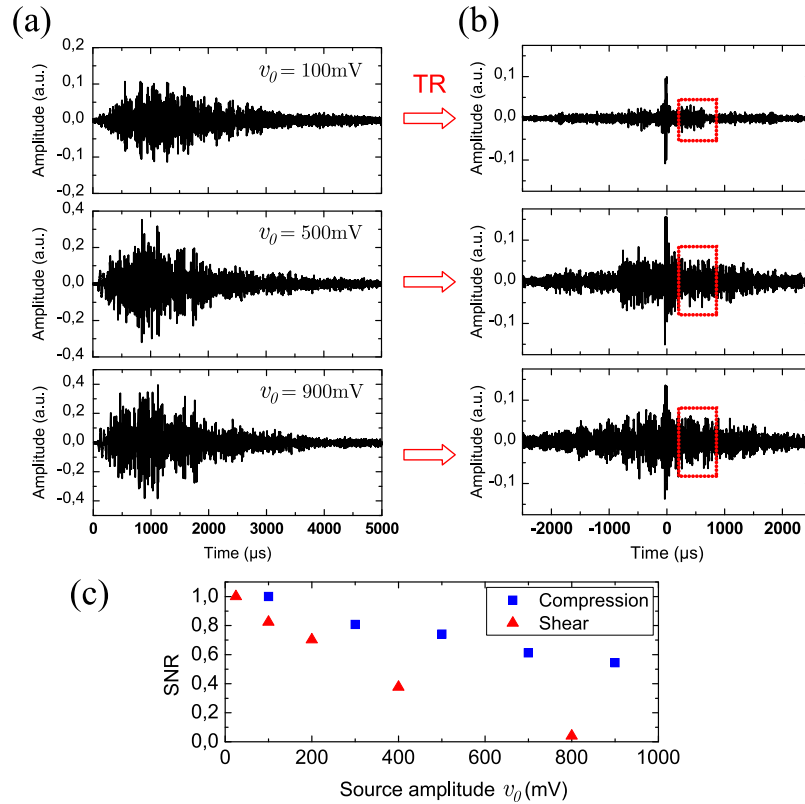 (a)
(b)
0,2
0,1
0,0
-0,1
-0,2
Amplitude (a.u.)
v0 = 100mV
TR
0,1
0,0
-0,1
Amplitude (a.u.)
0,4
0,2
0,0
-0,2
-0,4
Amplitude (a.u.)
v0 = 500mV
0,1
0,0
-0,1
Amplitude (a.u.)
0,4
0,2
0,0
-0,2
-0,4
Amplitude (a.u.)
v0 = 900mV
0 1000 2000 3000 4000 5000
Time (µs)
0,1
0,0
-0,1
Amplitude (a.u.)
-2000 -1000 0 1000 2000
Time (µs)
(c)
1,0
0,8
0,6
0,4
0,2
0,0
SNR
Compression
Shear
0 200 400 600 800 1000
Source amplitude v0 (mV)